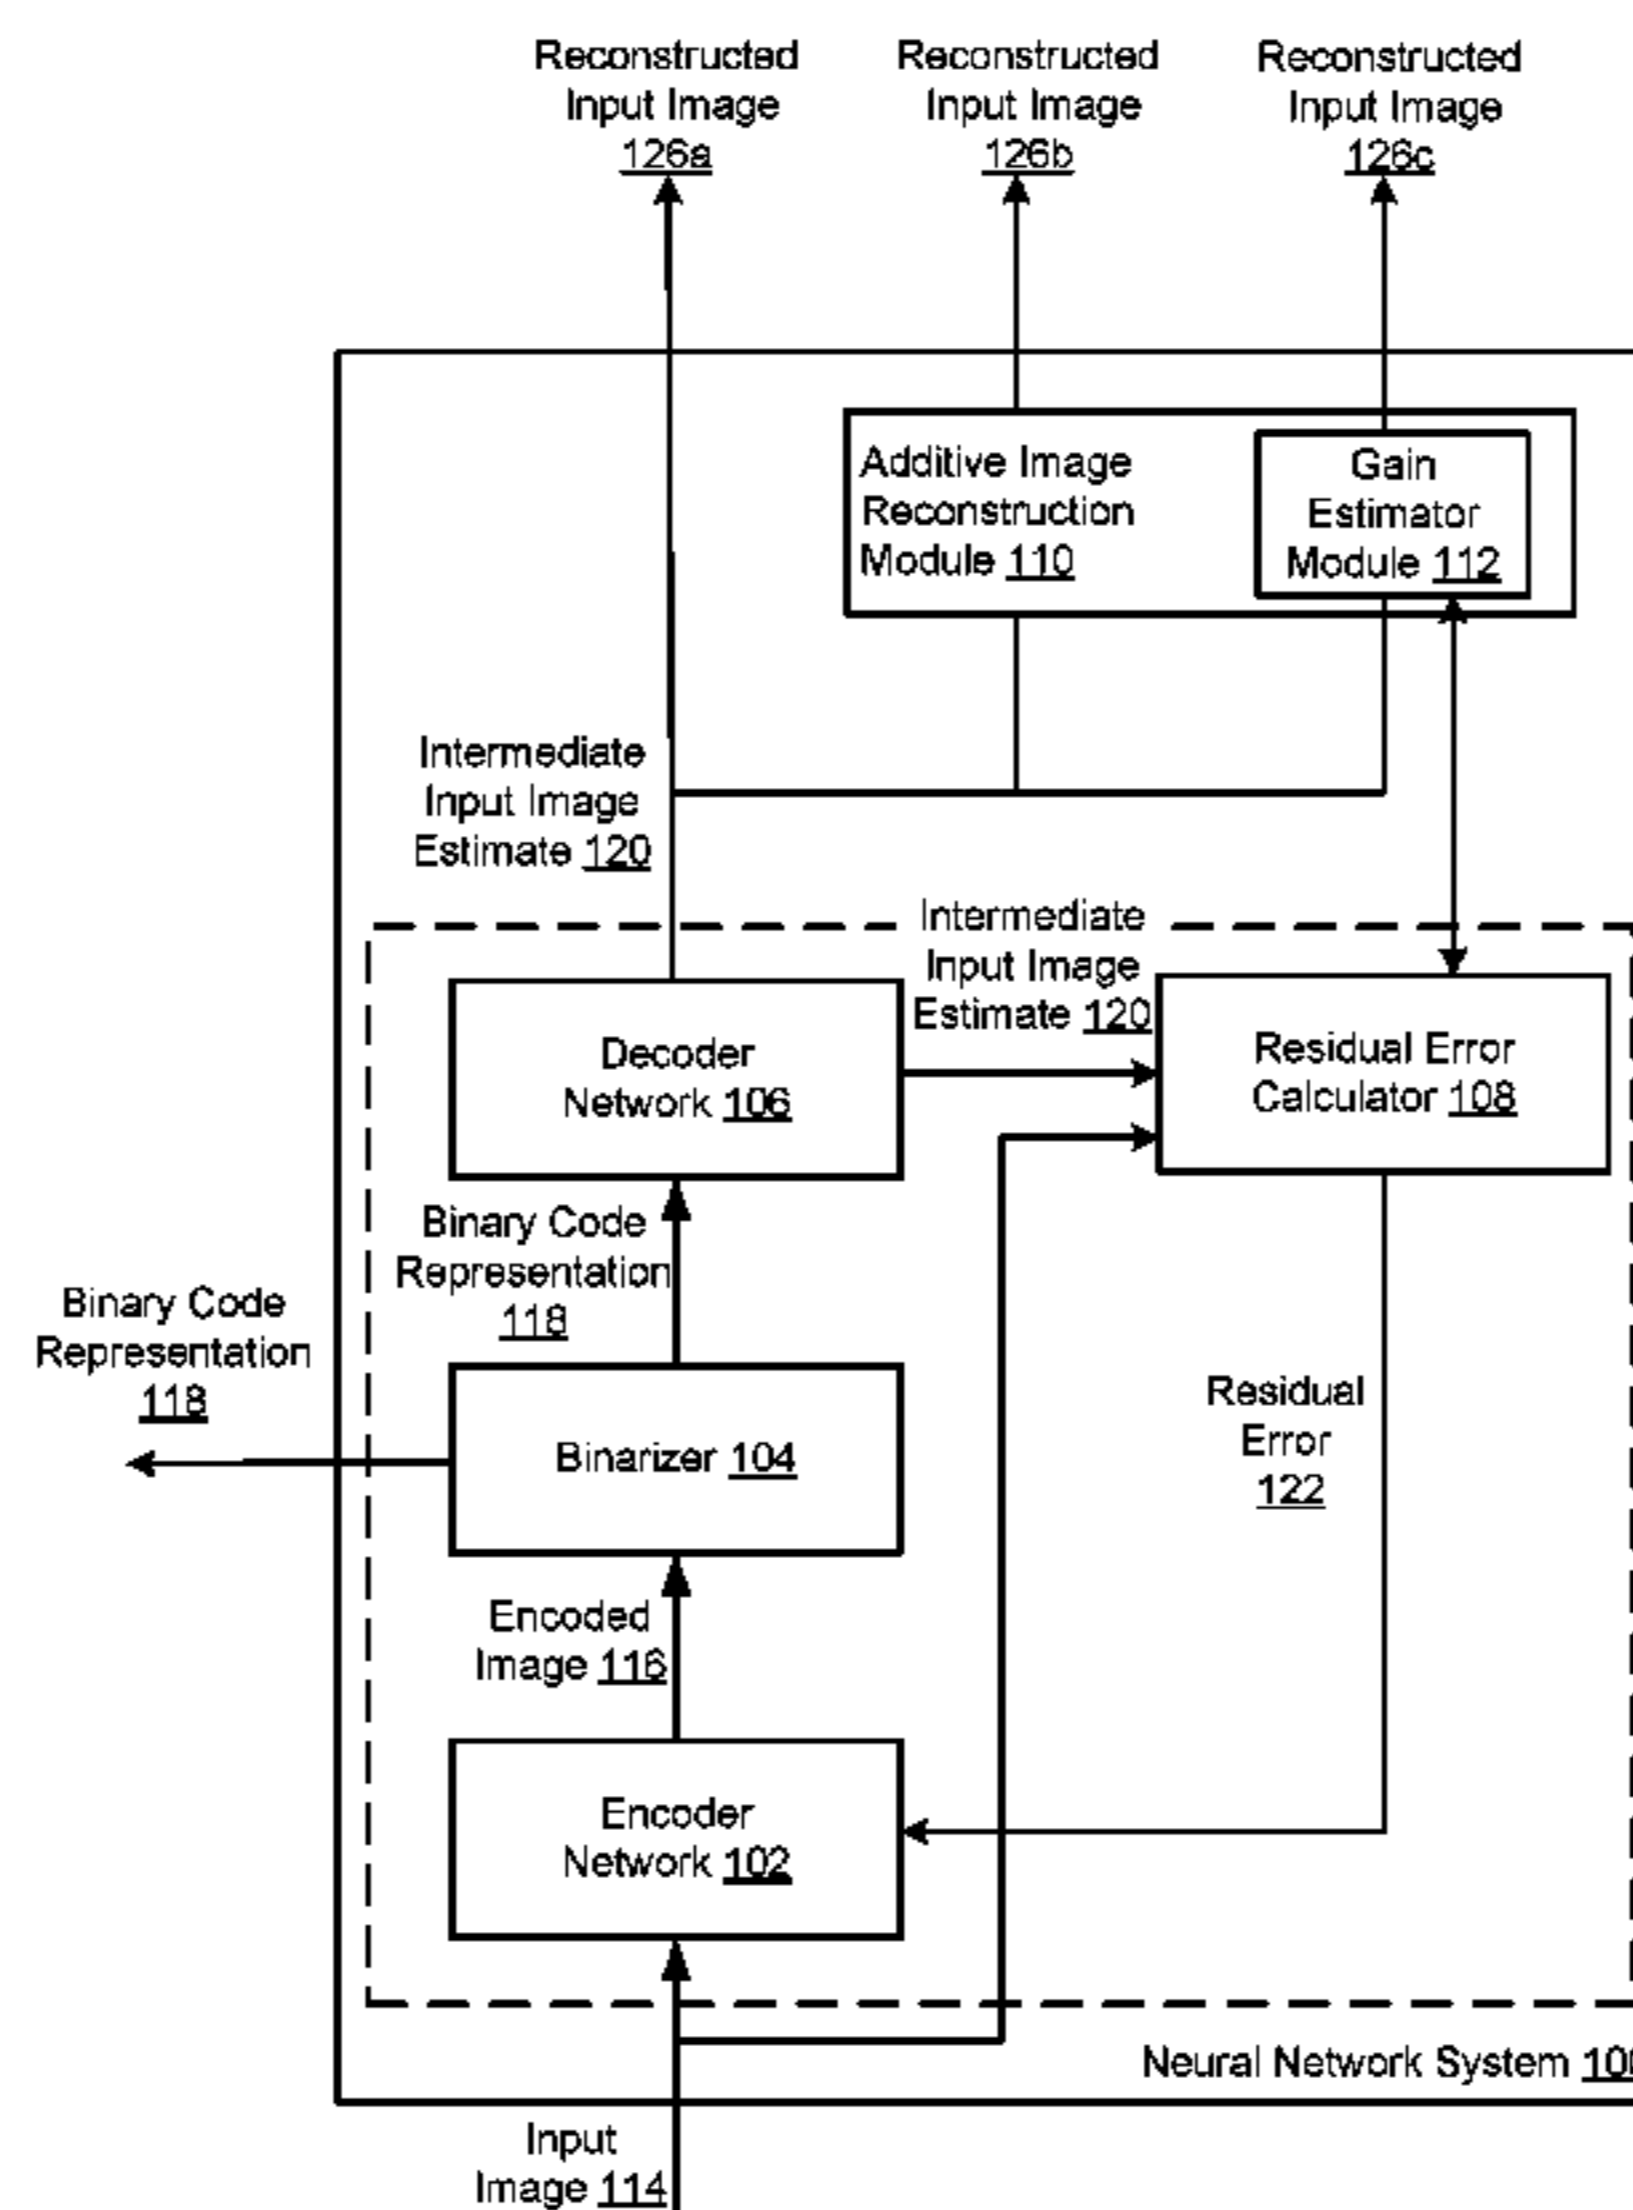 Reconstructed
Input Image
126a
Reconstructed
Input Image
126b
Reconstructed
Input Image
126c
Additive Image
Reconstruction
Module 110
Gain
Estimator
Module 112
Intermediate
Input Image
Estimate 120
Intermediate
Input Image
Estimate 120
Decoder
Network 106
Residual Error
Calculator 108
Binary Code
Representation
118
Binary Code
Representation
118
Binarizer 104
Residual
Error
122
Encoded
Image 116
Encoder
Network 102
Neural Network System
Input
Image 114